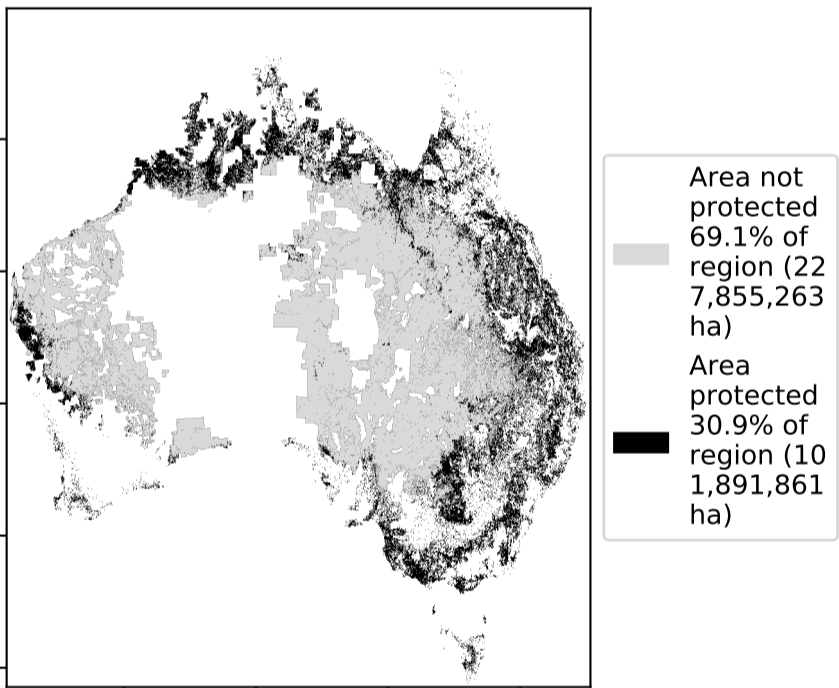 Area not
protected
69.1% of
region (22
7,855,263
ha)
Area
protected
30.9% of
region (10
1,891,861
ha)